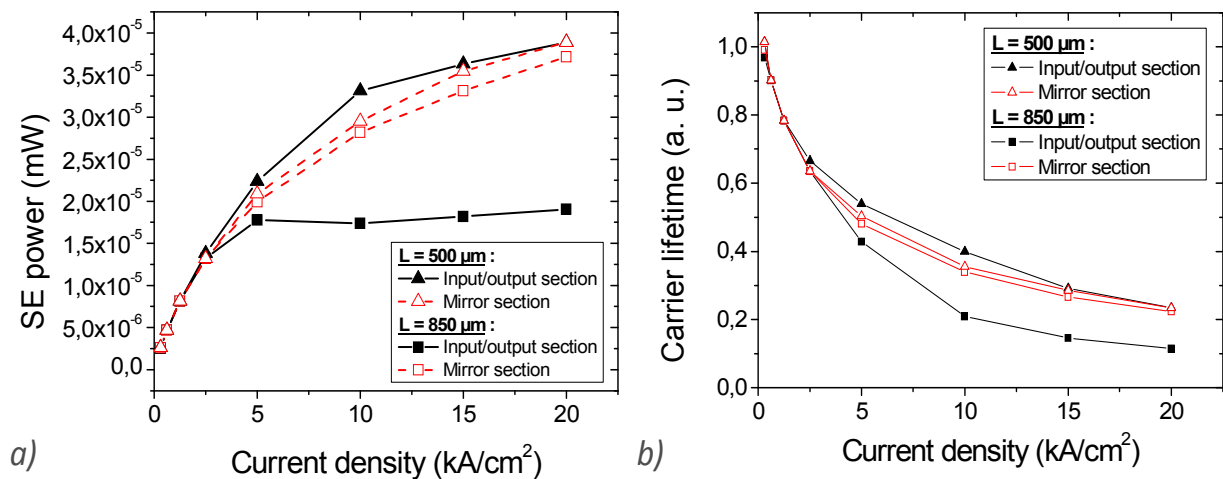 4,0x10-5
3,5x10-5
3,0x10-5
2,5x10-5
2,0x10-5
1,5x10-5
1,0x10-5
5,0x10-6
0,0
SE power (mW)
L = 500 µm :
Input/output section
Mirror section
L = 850 µm :
Input/output section
Mirror section
0 5 10 15 20
Current density (kA/cm2)
a)
1,0
0,8
0,6
0,4
0,2
0,0
Carrier lifetime (a. u.)
L = 500 µm :
Input/output section
Mirror section
L = 850 µm :
Input/output section
Mirror section
0 5 10 15 20
Current density (kA/cm2)
b)